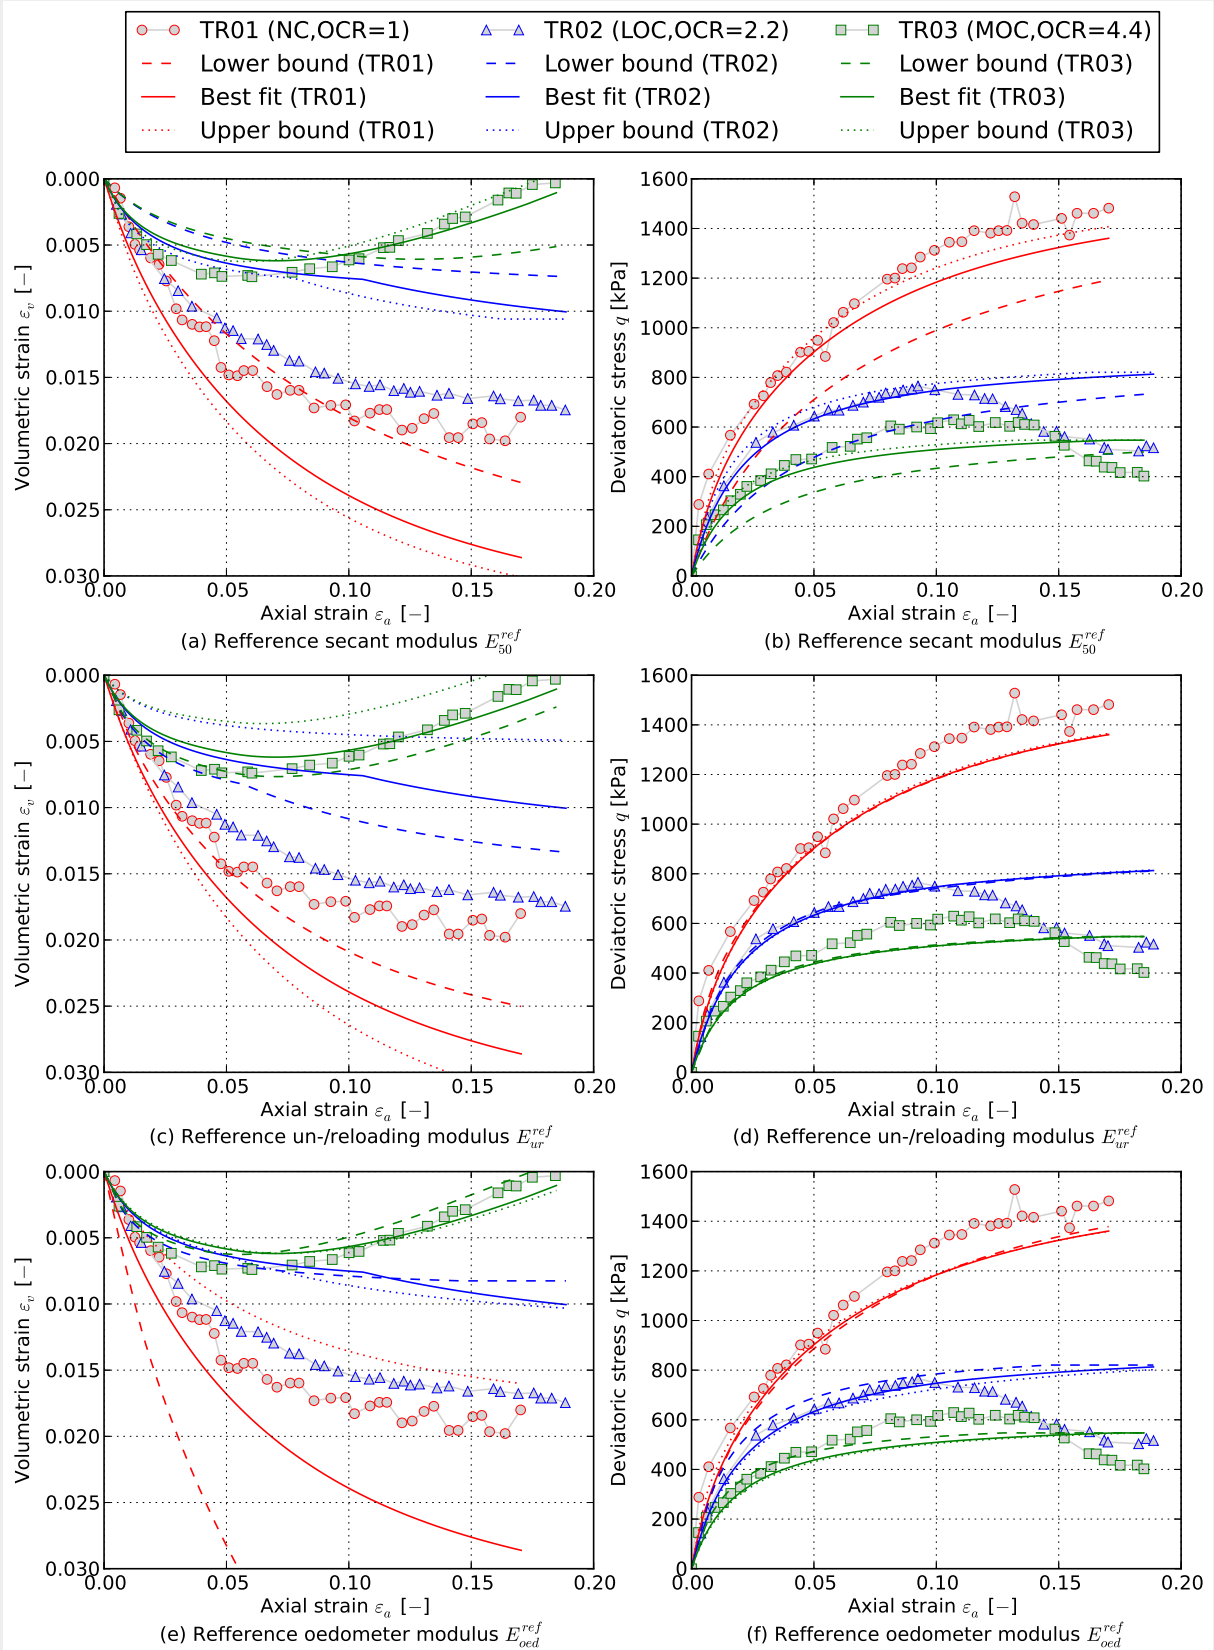 TR01 (NC,OCR=1) TR02 (LOC,OCR=2.2) TR03 (MOC,OCR=4.4)
Lower bound (TR01) Lower bound (TR02) Lower bound (TR03)
Best fit (TR01) Best fit (TR02) Best fit (TR03)
Upper bound (TR01) Upper bound (TR02) Upper bound (TR03)
Volumetric strain εv [−]
0.000
0.005
0.010
0.015
0.020
0.025
0.030
0.00 0.05 0.10 0.15 0.20
Axial strain εa [−]
(a) Refference secant modulus E50ref
Deviatoric stress q [kPa]
1600
1400
1200
1000
800
600
400
200
0
0.00 0.05 0.10 0.15 0.20
Axial strain εa [−]
(b) Refference secant modulus E50ref
Volumetric strain εv [−]
0.000
0.005
0.010
0.015
0.020
0.025
0.030
0.00 0.05 0.10 0.15 0.20
Axial strain εa [−]
(c) Refference un-/reloading modulus Eurref
Deviatoric stress q [kPa]
1600
1400
1200
1000
800
600
400
200
0
0.00 0.05 0.10 0.15 0.20
Axial strain εa [−]
(d) Refference un-/reloading modulus Eurref
Volumetric strain εv [−]
0.000
0.005
0.010
0.015
0.020
0.025
0.030
0.00 0.05 0.10 0.15 0.20
Axial strain εa [−]
(e) Refference oedometer modulus Eoedref
Deviatoric stress q [kPa]
1600
1400
1200
1000
800
600
400
200
0
0.00 0.05 0.10 0.15 0.20
Axial strain εa [−]
(f) Refference oedometer modulus Eoedref